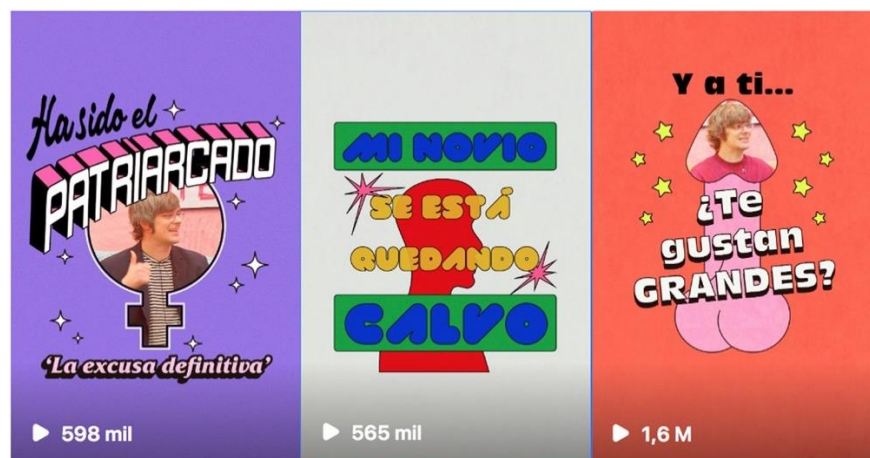 Ha sido el
PATRIARCADO
‘La excusa definitiva’
598 mil
MI NOVIO
SE ESTÁ
QUEDANDO
CALVO
565 mil
Y a ti...
¿Te
gustan
GRANDES?
1,6 M